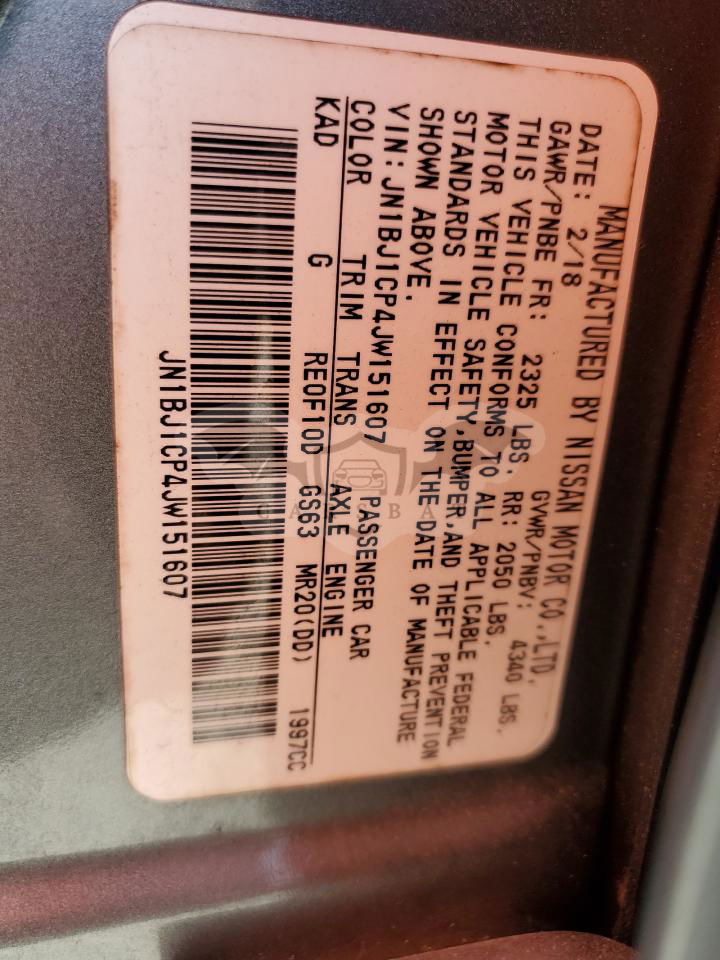 MANUFACTURED BY NISSAN MOTOR CO.,LTD.
DATE: 2/18 GVWR/PNBV: 4340 LBS.
GAWR/PNBE FR: 2325 LBS. RR: 2050 LBS.
THIS VEHICLE CONFORMS TO ALL APPLICABLE FEDERAL
MOTOR VEHICLE SAFETY,BUMPER,AND THEFT PREVENTION
STANDARDS IN EFFECT ON THE DATE OF MANUFACTURE
SHOWN ABOVE.
VIN:JN1BJ1CP4JW151607 PASSENGER CAR
COLOR TRIM TRANS AXLE ENGINE
KAD G RE0F10D GS63 MR20(DD) 1997CC
JN1BJ1CP4JW151607